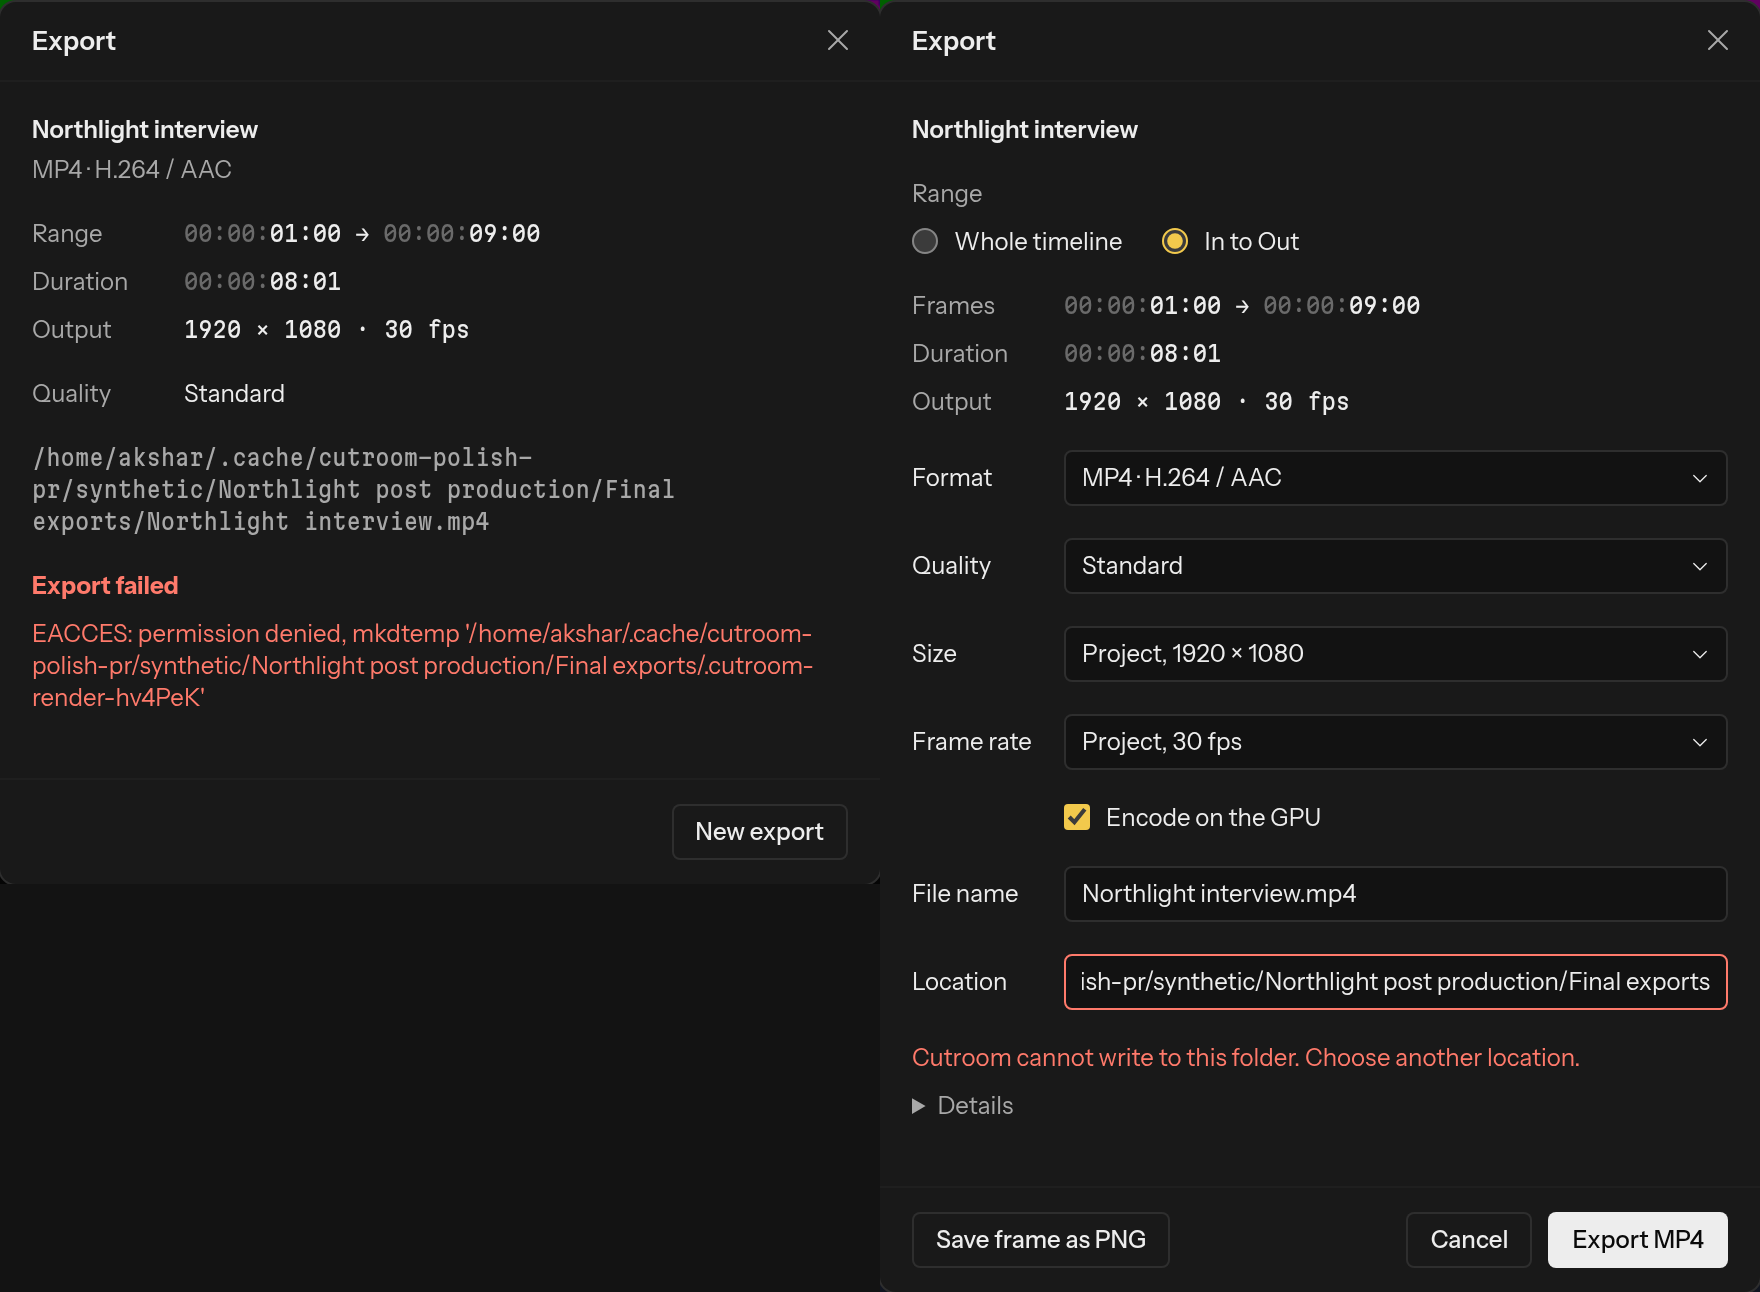 Export
Northlight interview
MP4 · H.264 / AAC
Range 00:00:01:00 → 00:00:09:00
Duration 00:00:08:01
Output 1920 × 1080 · 30 fps
Quality Standard
/home/akshar/.cache/cutroom-polish-
pr/synthetic/Northlight post production/Final
exports/Northlight interview.mp4
Export failed
EACCES: permission denied, mkdtemp '/home/akshar/.cache/cutroom-
polish-pr/synthetic/Northlight post production/Final exports/.cutroom-
render-hv4PeK'
New export
Export
Northlight interview
Range
Whole timeline In to Out
Frames 00:00:01:00 → 00:00:09:00
Duration 00:00:08:01
Output 1920 × 1080 · 30 fps
Format MP4 · H.264 / AAC
Quality Standard
Size Project, 1920 × 1080
Frame rate Project, 30 fps
Encode on the GPU
File name Northlight interview.mp4
Location ish-pr/synthetic/Northlight post production/Final exports
Cutroom cannot write to this folder. Choose another location.
Details
Save frame as PNG Cancel Export MP4